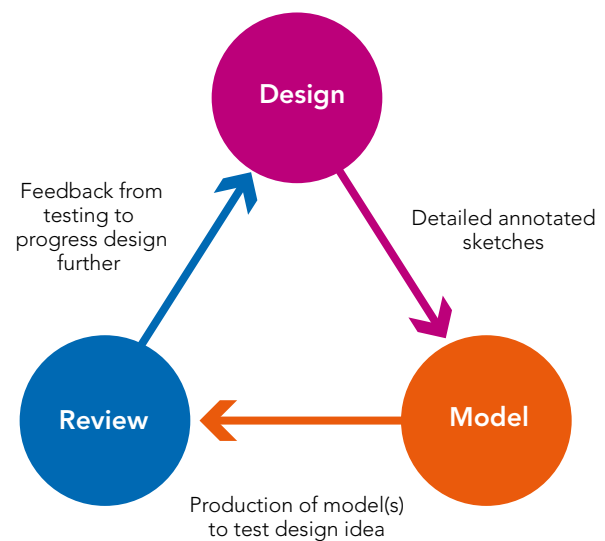 Design
Feedback from
testing to
progress design
further
Detailed annotated
sketches
Review
Model
Production of model(s)
to test design idea